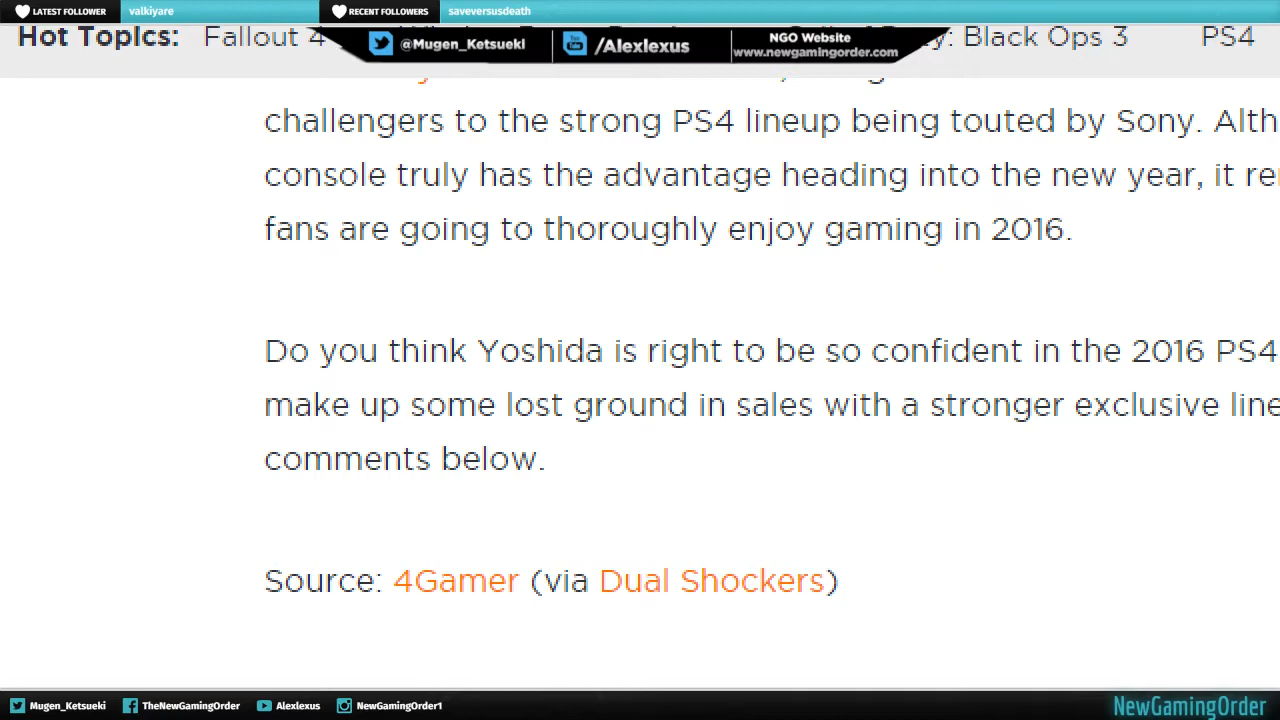 LATEST FOLLOWER valkiyare RECENT FOLLOWERS saveversusdeath
Hot Topics: Fallout 4 Black Ops 3 PS4
@Mugen_Ketsueki /Alexlexus NGO Website
www.newgamingorder.com
challengers to the strong PS4 lineup being touted by Sony. Alth
console truly has the advantage heading into the new year, it re
fans are going to thoroughly enjoy gaming in 2016.
Do you think Yoshida is right to be so confident in the 2016 PS4
make up some lost ground in sales with a stronger exclusive line
comments below.
Source: 4Gamer (via Dual Shockers)
Mugen_Ketsueki TheNewGamingOrder Alexlexus NewGamingOrder1 NewGamingOrder